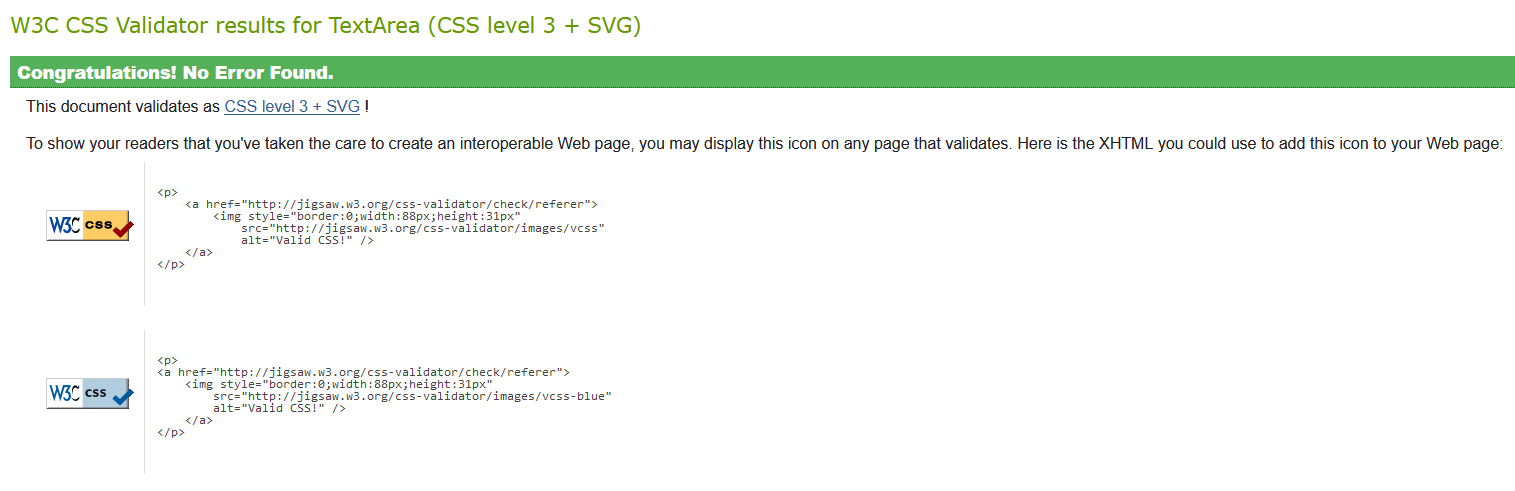 W3C CSS Validator results for TextArea (CSS level 3 + SVG)
Congratulations! No Error Found.
This document validates as CSS level 3 + SVG !
To show your readers that you've taken the care to create an interoperable Web page, you may display this icon on any page that validates. Here is the XHTML you could use to add this icon to your Web page:
W3C css
<p>
    <a href="http://jigsaw.w3.org/css-validator/check/referer">
        <img style="border:0;width:88px;height:31px"
            src="http://jigsaw.w3.org/css-validator/images/vcss"
            alt="Valid CSS!" />
    </a>
</p>
W3C css
<p>
<a href="http://jigsaw.w3.org/css-validator/check/referer">
    <img style="border:0;width:88px;height:31px"
        src="http://jigsaw.w3.org/css-validator/images/vcss-blue"
        alt="Valid CSS!" />
    </a>
</p>